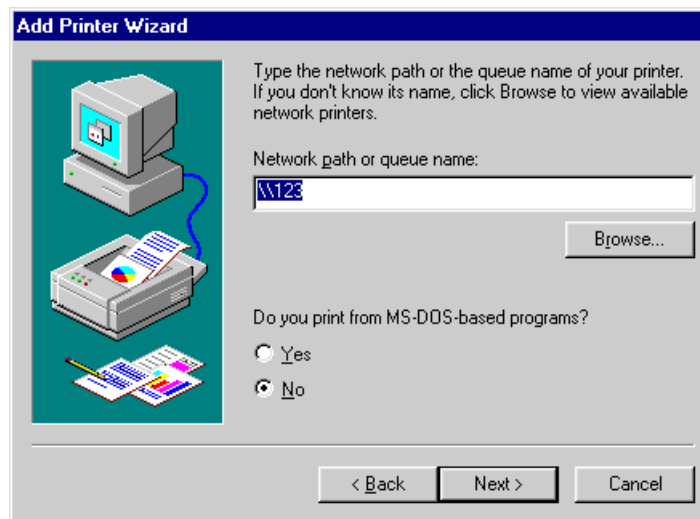 Add Printer Wizard
Type the network path or the queue name of your printer.
If you don't know its name, click Browse to view available
network printers.
Network path or queue name:
\\123
Browse...
Do you print from MS-DOS-based programs?
Yes
No
< Back
Next >
Cancel